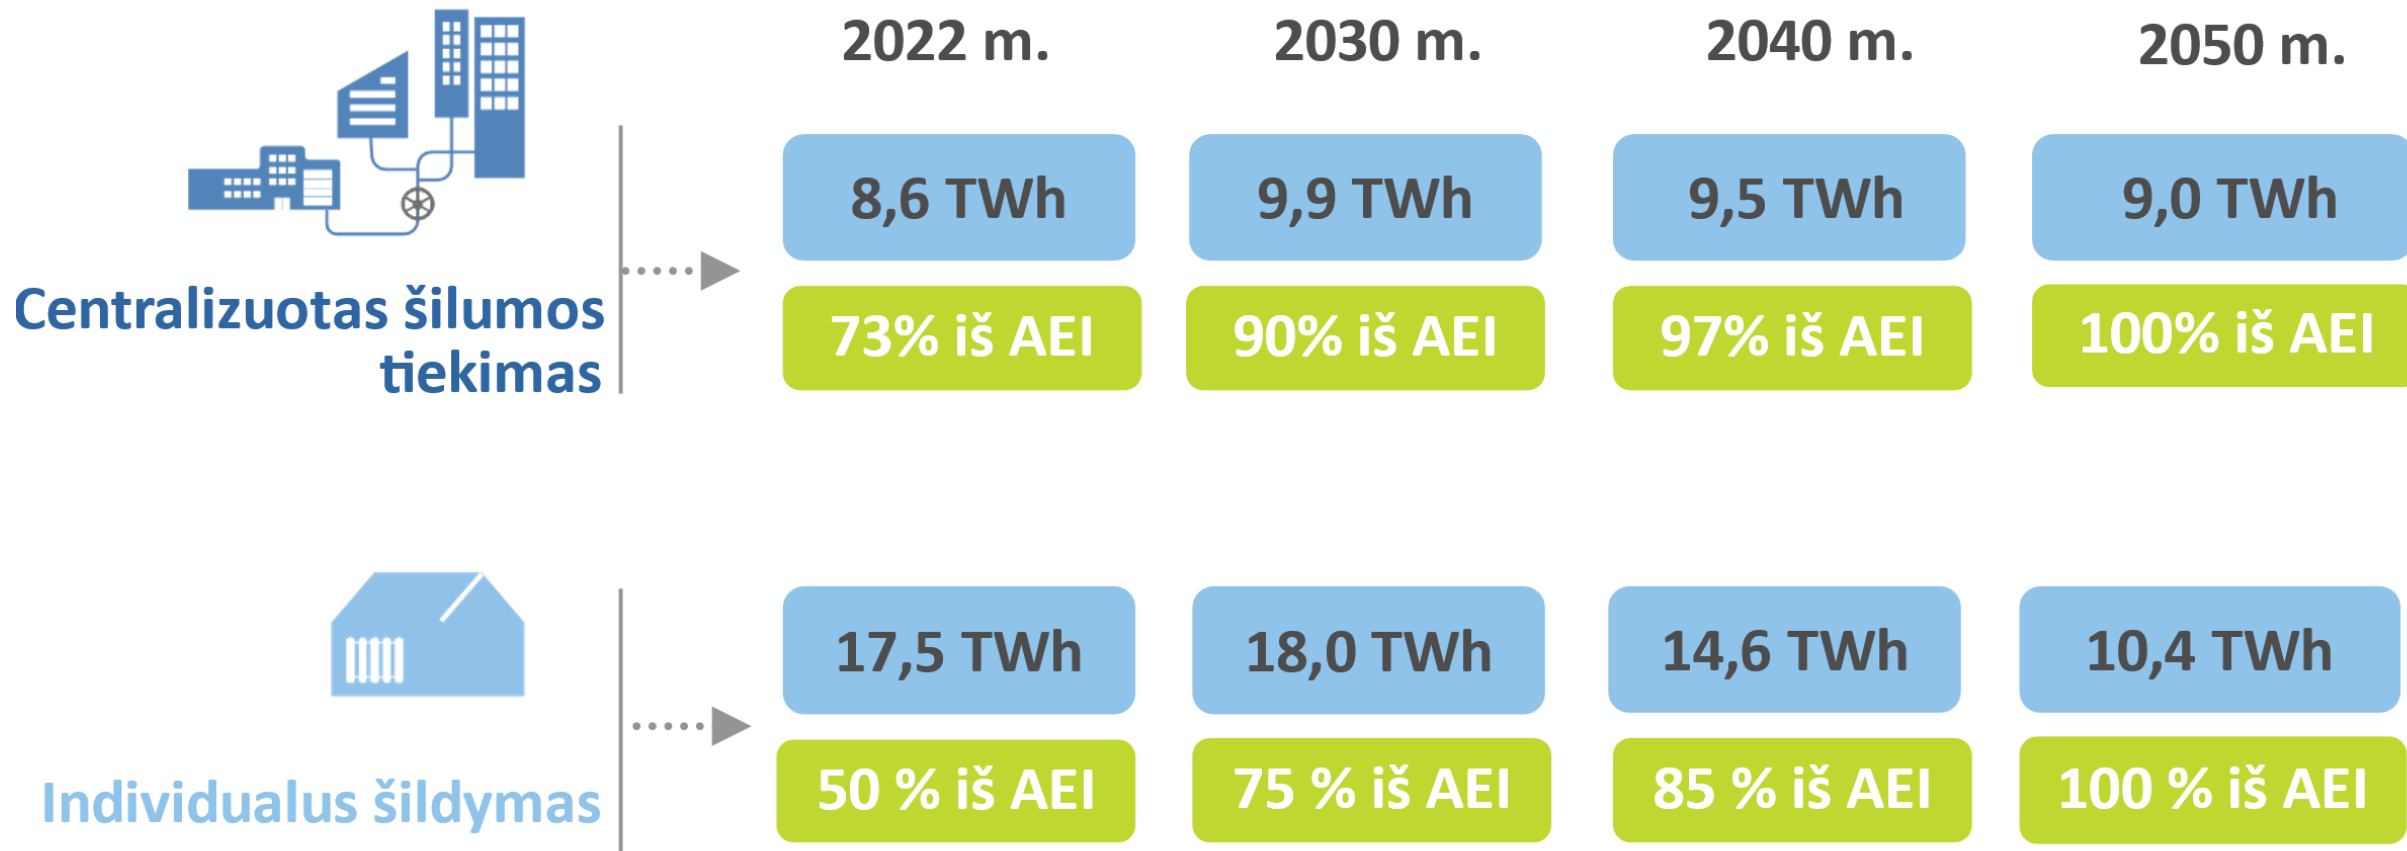 2022 m.
2030 m.
2040 m.
2050 m.
Centralizuotas šilumos
tiekimas
8,6 TWh
9,9 TWh
9,5 TWh
9,0 TWh
73% iš AEI
90% iš AEI
97% iš AEI
100% iš AEI
Individualus šildymas
17,5 TWh
18,0 TWh
14,6 TWh
10,4 TWh
50 % iš AEI
75 % iš AEI
85 % iš AEI
100 % iš AEI